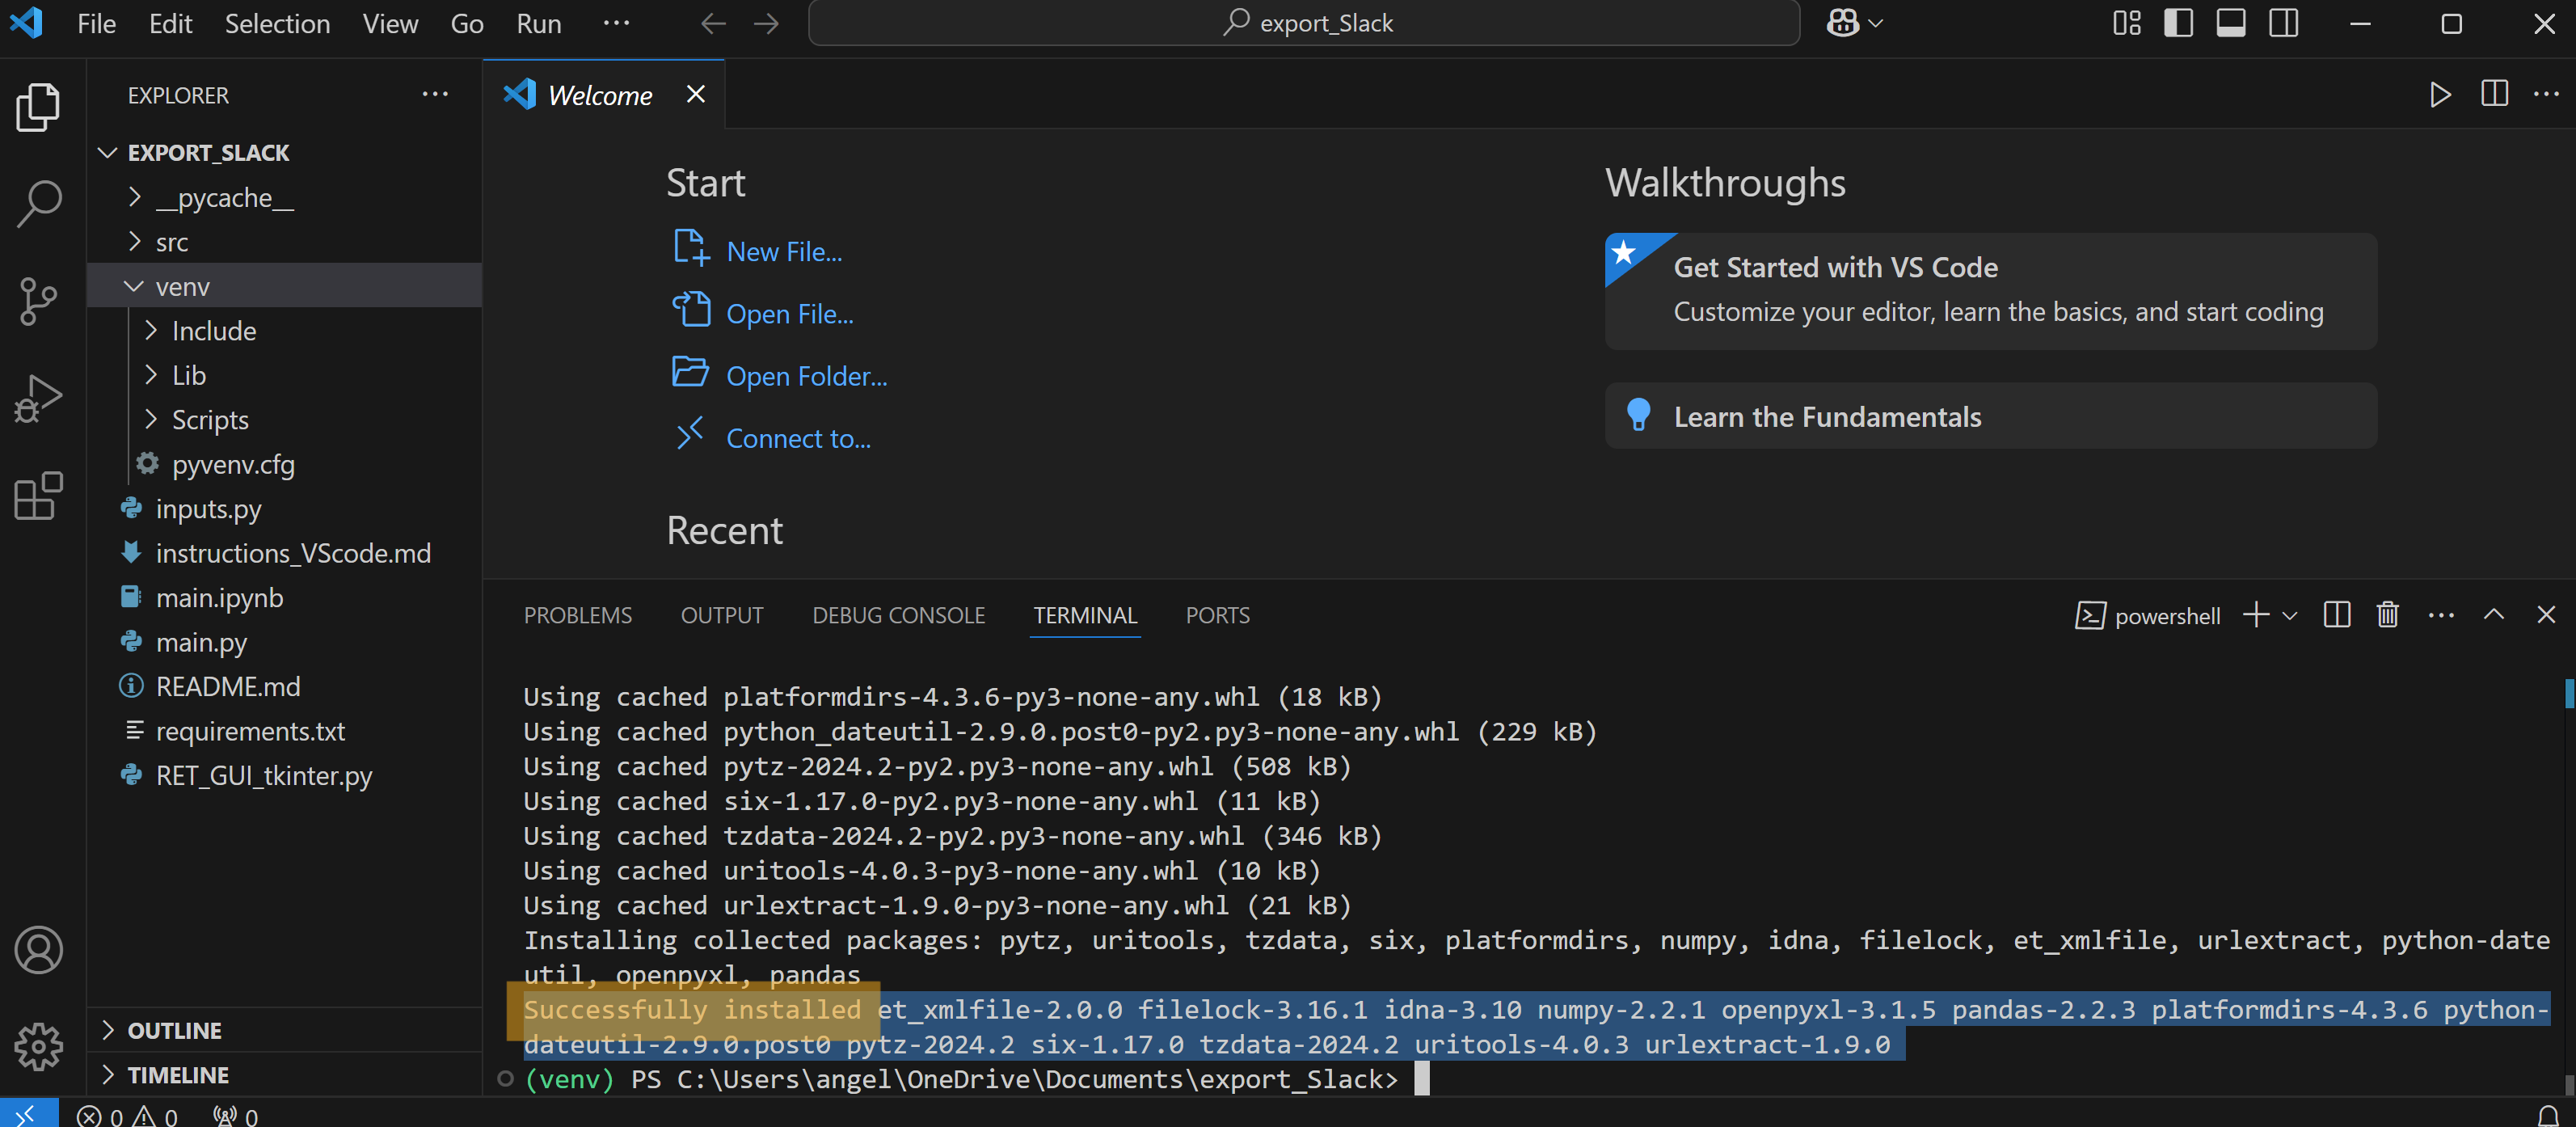 File Edit Selection View Go Run ...
export_Slack
EXPLORER
EXPORT_SLACK
__pycache__
src
venv
Include
Lib
Scripts
pyvenv.cfg
inputs.py
instructions_VScode.md
main.ipynb
main.py
README.md
requirements.txt
RET_GUI_tkinter.py
OUTLINE
TIMELINE
Welcome
Start
New File...
Open File...
Open Folder...
Connect to...
Recent
Walkthroughs
Get Started with VS Code
Customize your editor, learn the basics, and start coding
Learn the Fundamentals
PROBLEMS OUTPUT DEBUG CONSOLE TERMINAL PORTS
powershell
Using cached platformdirs-4.3.6-py3-none-any.whl (18 kB)
Using cached python_dateutil-2.9.0.post0-py2.py3-none-any.whl (229 kB)
Using cached pytz-2024.2-py2.py3-none-any.whl (508 kB)
Using cached six-1.17.0-py2.py3-none-any.whl (11 kB)
Using cached tzdata-2024.2-py2.py3-none-any.whl (346 kB)
Using cached uritools-4.0.3-py3-none-any.whl (10 kB)
Using cached urlextract-1.9.0-py3-none-any.whl (21 kB)
Installing collected packages: pytz, uritools, tzdata, six, platformdirs, numpy, idna, filelock, et_xmlfile, urlextract, python-date
util, openpyxl, pandas
Successfully installed et_xmlfile-2.0.0 filelock-3.16.1 idna-3.10 numpy-2.2.1 openpyxl-3.1.5 pandas-2.2.3 platformdirs-4.3.6 python-
dateutil-2.9.0.post0 pytz-2024.2 six-1.17.0 tzdata-2024.2 uritools-4.0.3 urlextract-1.9.0
(venv) PS C:\Users\angel\OneDrive\Documents\export_Slack>
0 0 0